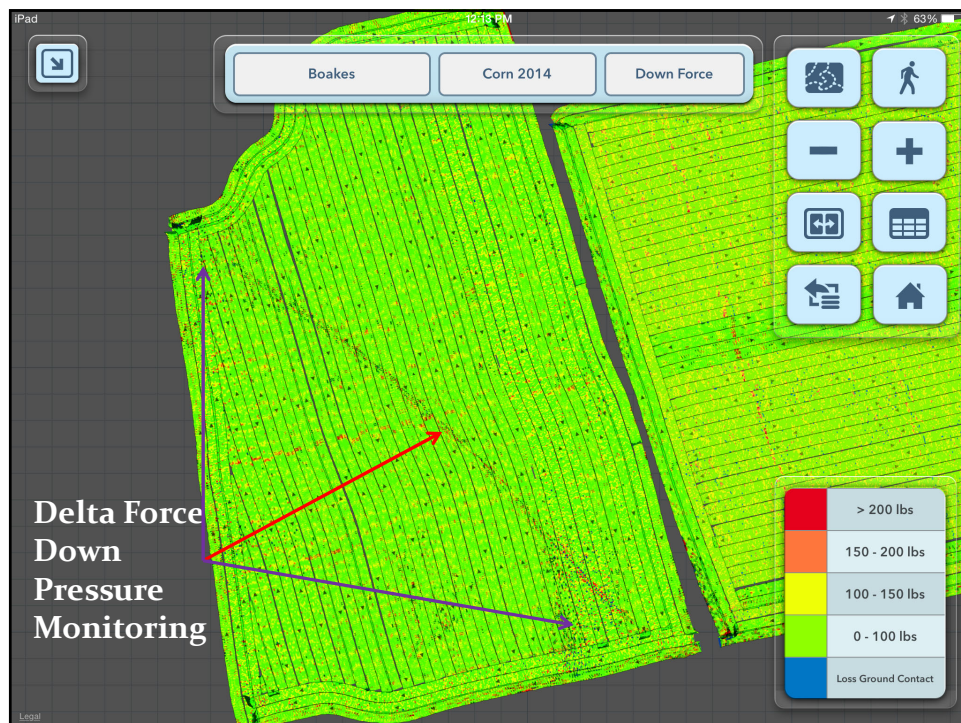 iPad
12:13 PM
63%
Boakes
Corn 2014
Down Force
Delta Force
Down
Pressure
Monitoring
> 200 lbs
150 - 200 lbs
100 - 150 lbs
0 - 100 lbs
Loss Ground Contact
Legal